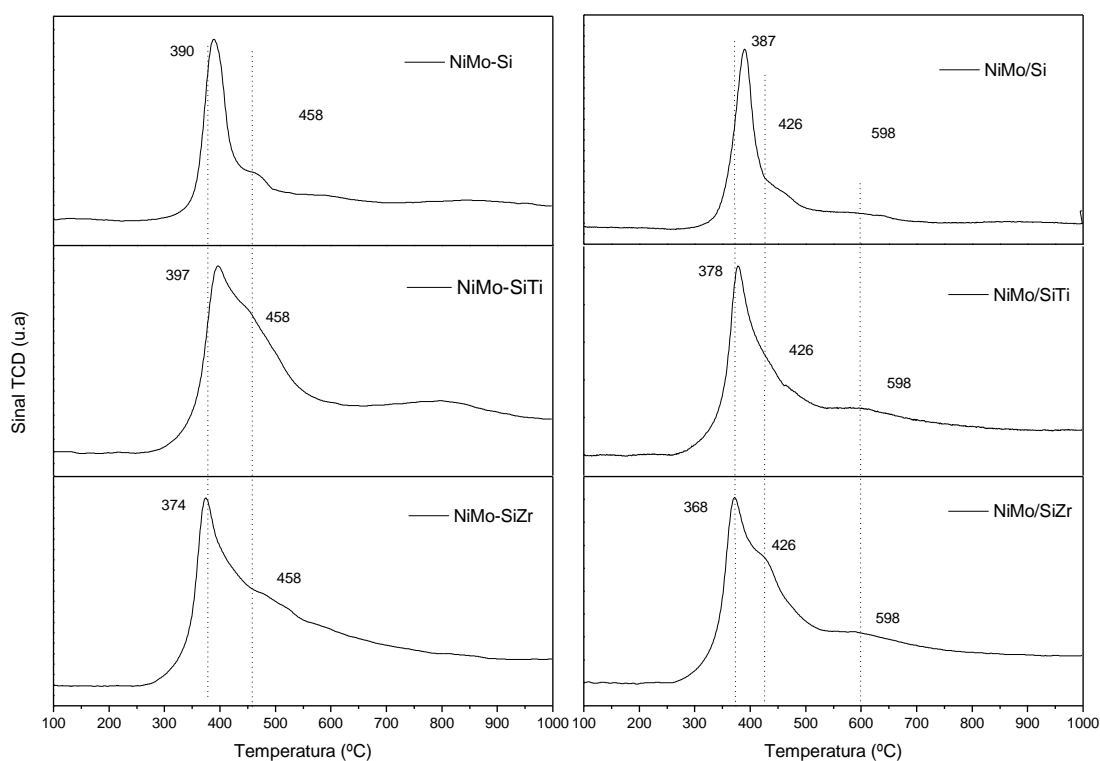 390
NiMo-Si
458
397
NiMo-SiTi
458
374
NiMo-SiZr
458
Sinal TCD (u.a)
100 200 300 400 500 600 700 800 900 1000
Temperatura (ºC)
387
NiMo/Si
426
598
378
NiMo/SiTi
426
598
368
NiMo/SiZr
426
598
100 200 300 400 500 600 700 800 900 1000
Temperatura (ºC)